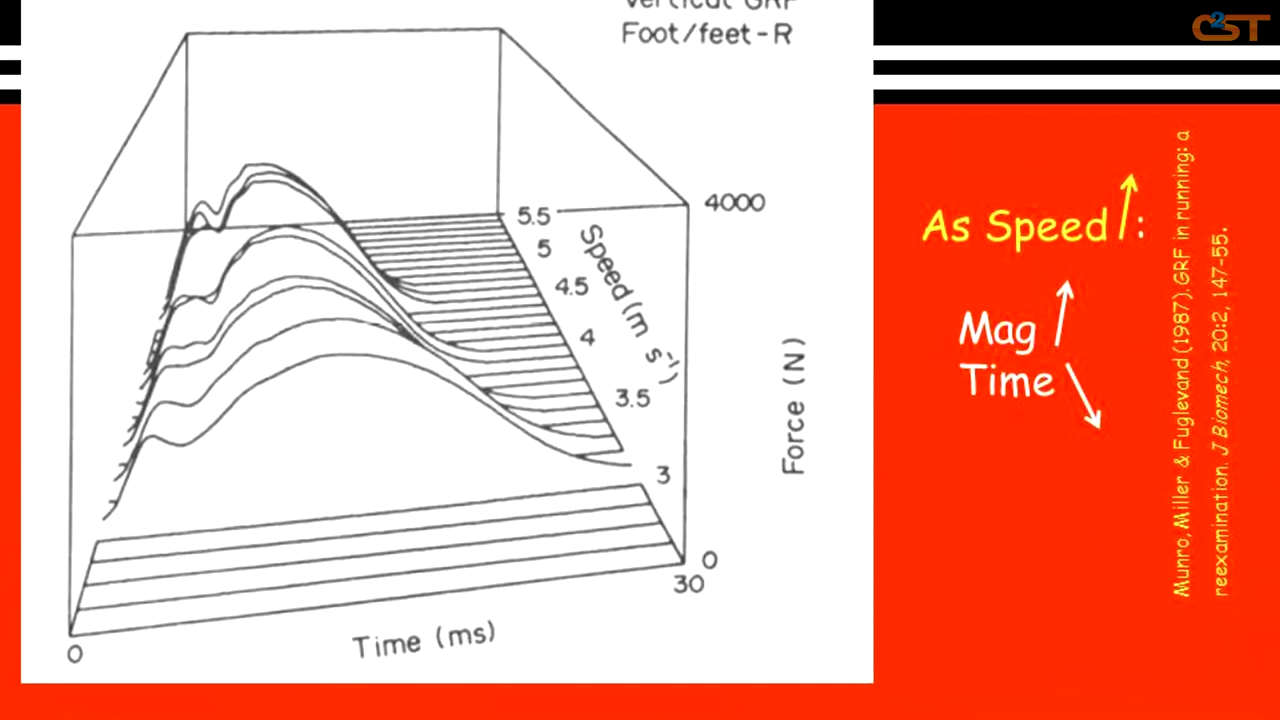 Vertical GRF
Foot/feet-R
C2ST
4000
5.5
5
4.5
4
3.5
3
Speed (m s⁻¹)
Force (N)
0
30
Time (ms)
0
As Speed :
Mag
Time
Munro, Miller & Fuglevand (1987). GRF in running: a
reexamination. J Biomech, 20:2, 147-55.